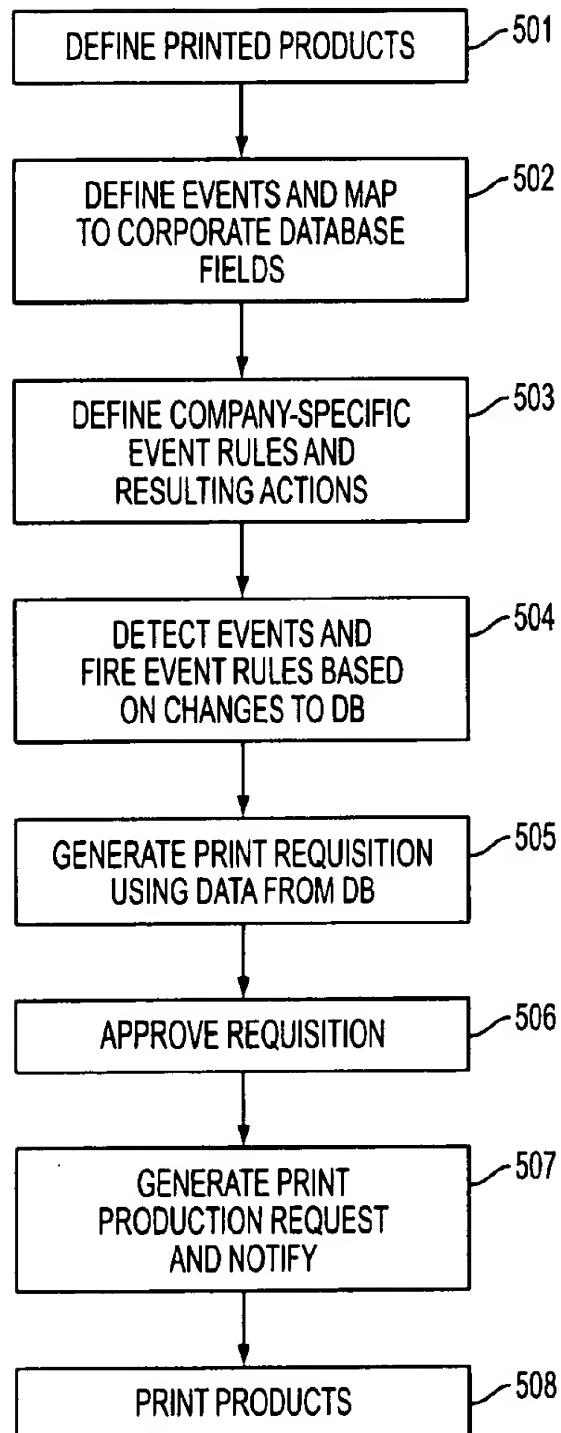 DEFINE PRINTED PRODUCTS
501
DEFINE EVENTS AND MAP
TO CORPORATE DATABASE
FIELDS
502
DEFINE COMPANY-SPECIFIC
EVENT RULES AND
RESULTING ACTIONS
503
DETECT EVENTS AND
FIRE EVENT RULES BASED
ON CHANGES TO DB
504
GENERATE PRINT REQUISITION
USING DATA FROM DB
505
APPROVE REQUISITION
506
GENERATE PRINT
PRODUCTION REQUEST
AND NOTIFY
507
PRINT PRODUCTS
508